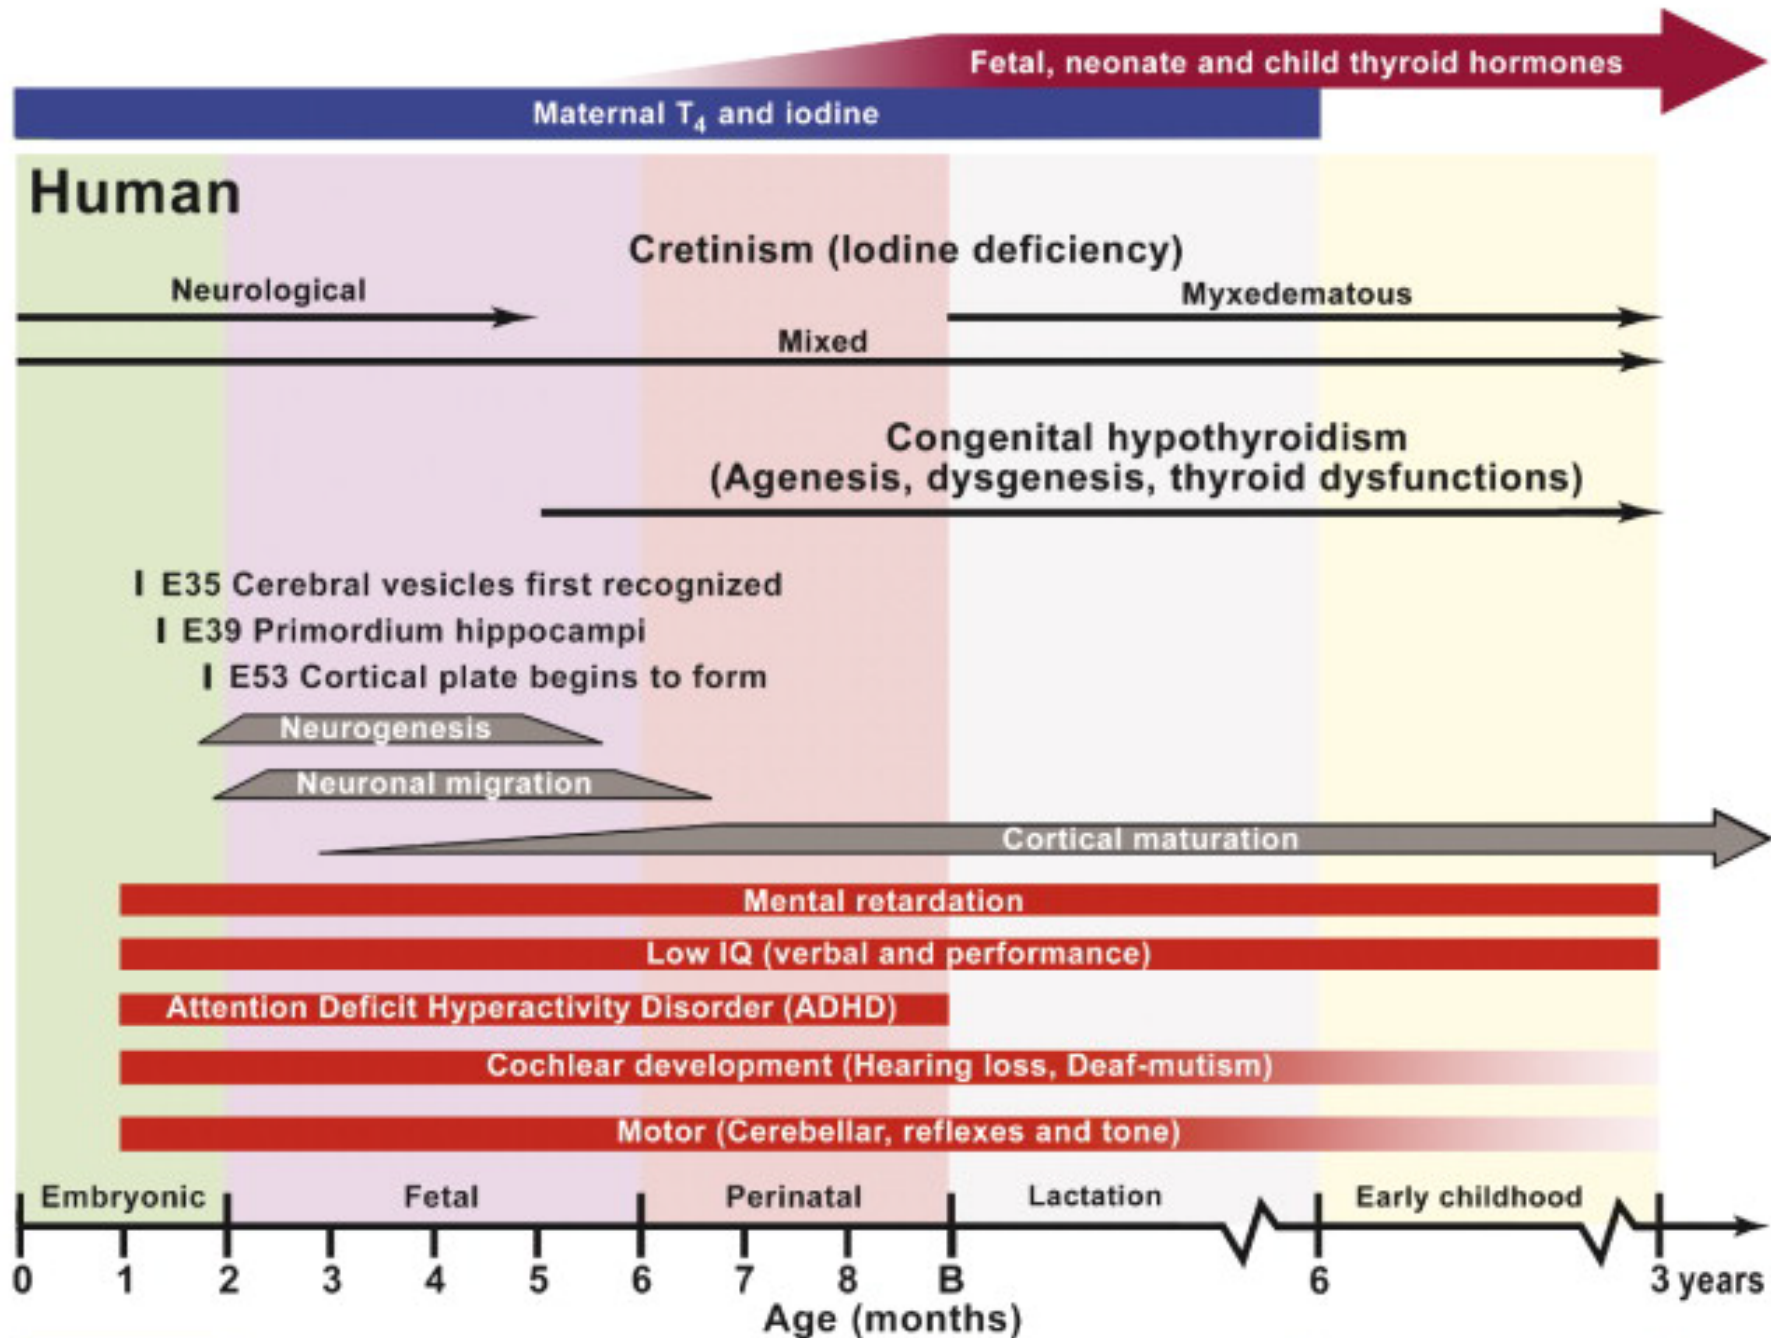 Fetal, neonate and child thyroid hormones
Maternal T4 and iodine
Human
Cretinism (Iodine deficiency)
Neurological
Myxedematous
Mixed
Congenital hypothyroidism
(Agenesis, dysgenesis, thyroid dysfunctions)
E35 Cerebral vesicles first recognized
E39 Primordium hippocampi
E53 Cortical plate begins to form
Neurogenesis
Neuronal migration
Cortical maturation
Mental retardation
Low IQ (verbal and performance)
Attention Deficit Hyperactivity Disorder (ADHD)
Cochlear development (Hearing loss, Deaf-mutism)
Motor (Cerebellar, reflexes and tone)
Embryonic Fetal Perinatal Lactation Early childhood
0 1 2 3 4 5 6 7 8 B 6 3 years
Age (months)